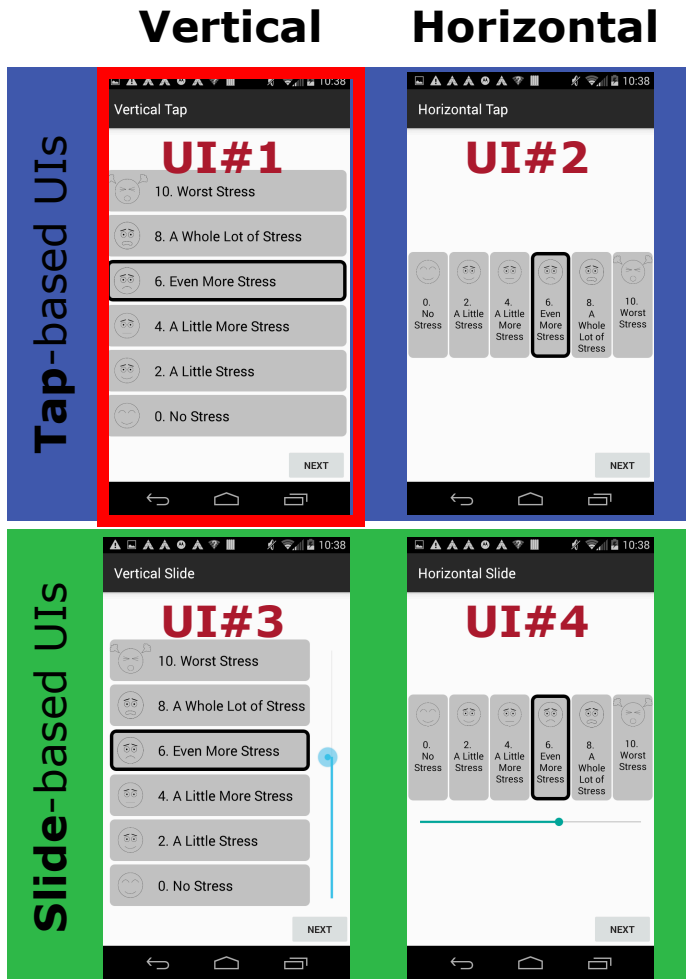 Vertical
Horizontal
Tap-based UIs
10:38
Vertical Tap
UI#1
10. Worst Stress
8. A Whole Lot of Stress
6. Even More Stress
4. A Little More Stress
2. A Little Stress
0. No Stress
NEXT
10:38
Horizontal Tap
UI#2
0.
No
Stress
2.
A Little
Stress
4.
A Little
More
Stress
6.
Even
More
Stress
8.
A
Whole
Lot of
Stress
10.
Worst
Stress
NEXT
Slide-based UIs
10:38
Vertical Slide
UI#3
10. Worst Stress
8. A Whole Lot of Stress
6. Even More Stress
4. A Little More Stress
2. A Little Stress
0. No Stress
NEXT
10:38
Horizontal Slide
UI#4
0.
No
Stress
2.
A Little
Stress
4.
A Little
More
Stress
6.
Even
More
Stress
8.
A
Whole
Lot of
Stress
10.
Worst
Stress
NEXT